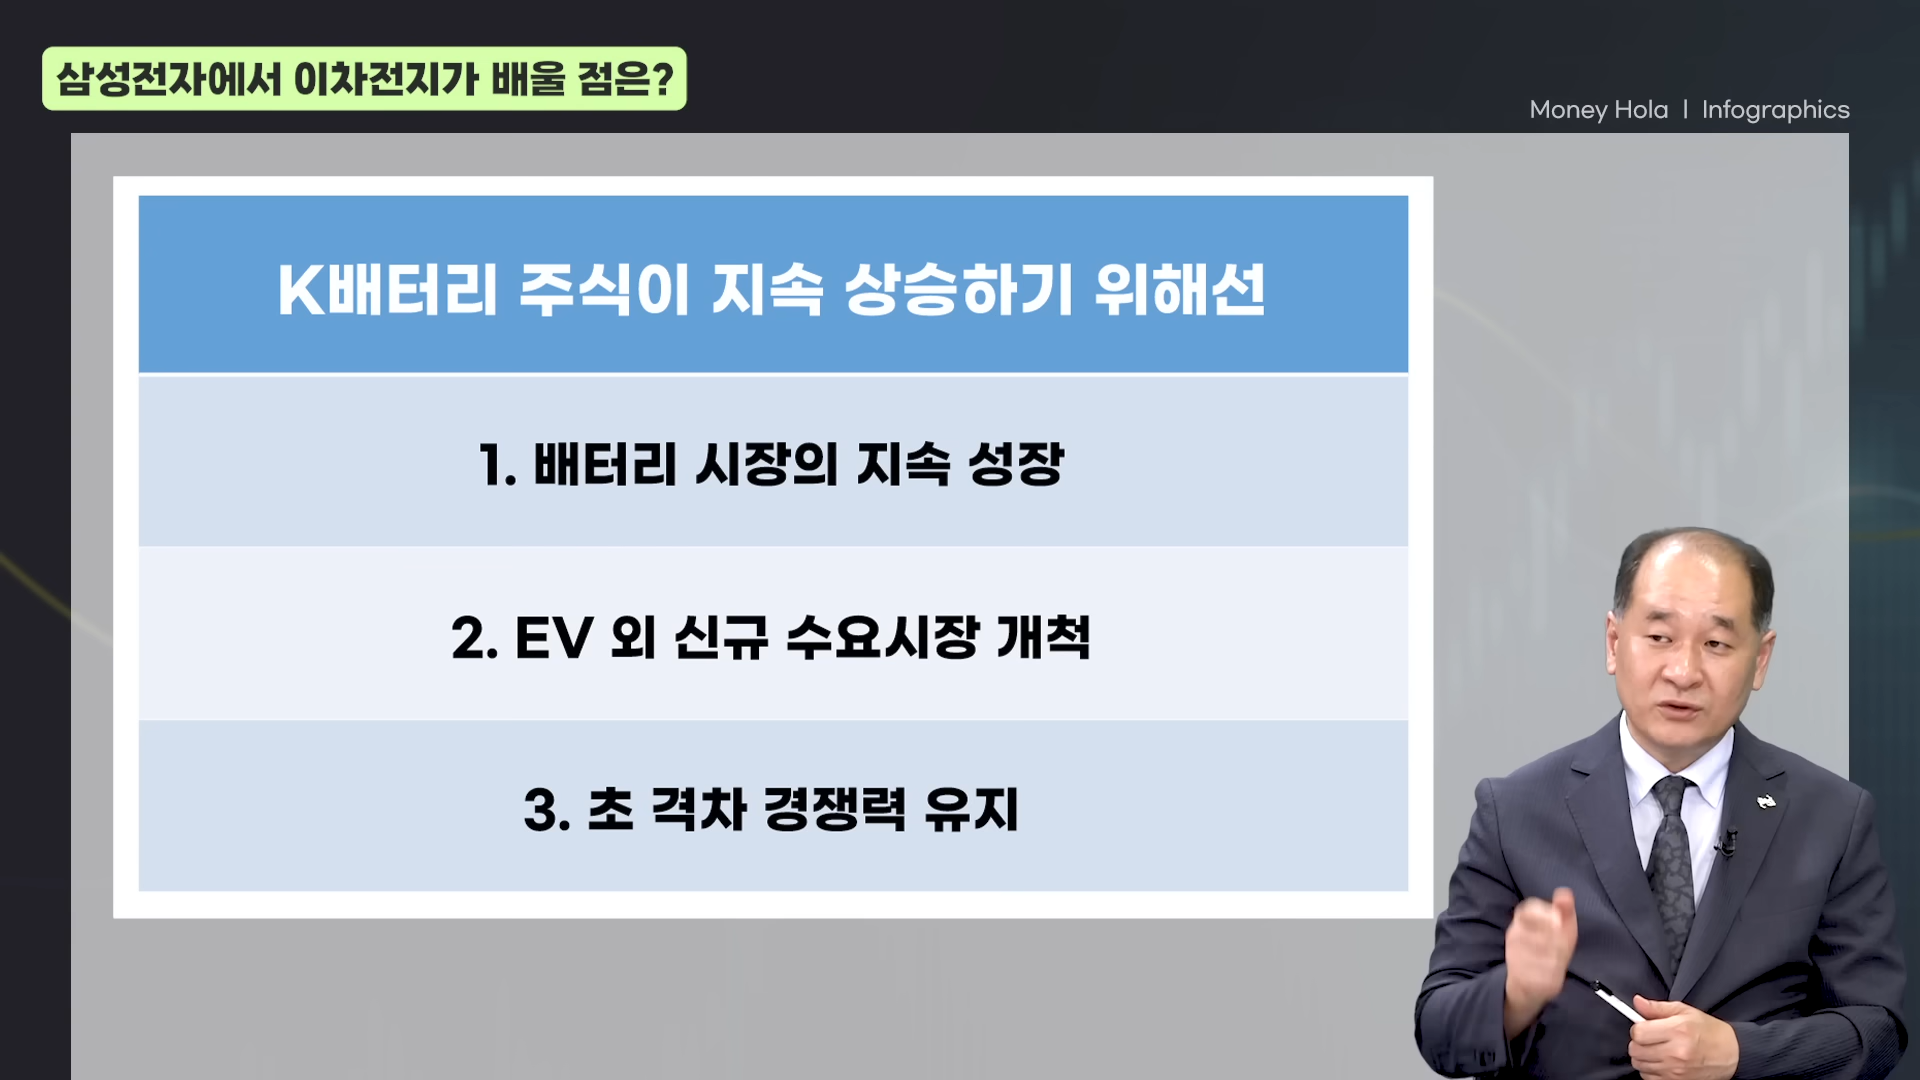 삼성전자에서 이차전지가 배울 점은?
Money Hola | Infographics
K배터리 주식이 지속 상승하기 위해선
1. 배터리 시장의 지속 성장
2. EV 외 신규 수요시장 개척
3. 초 격차 경쟁력 유지